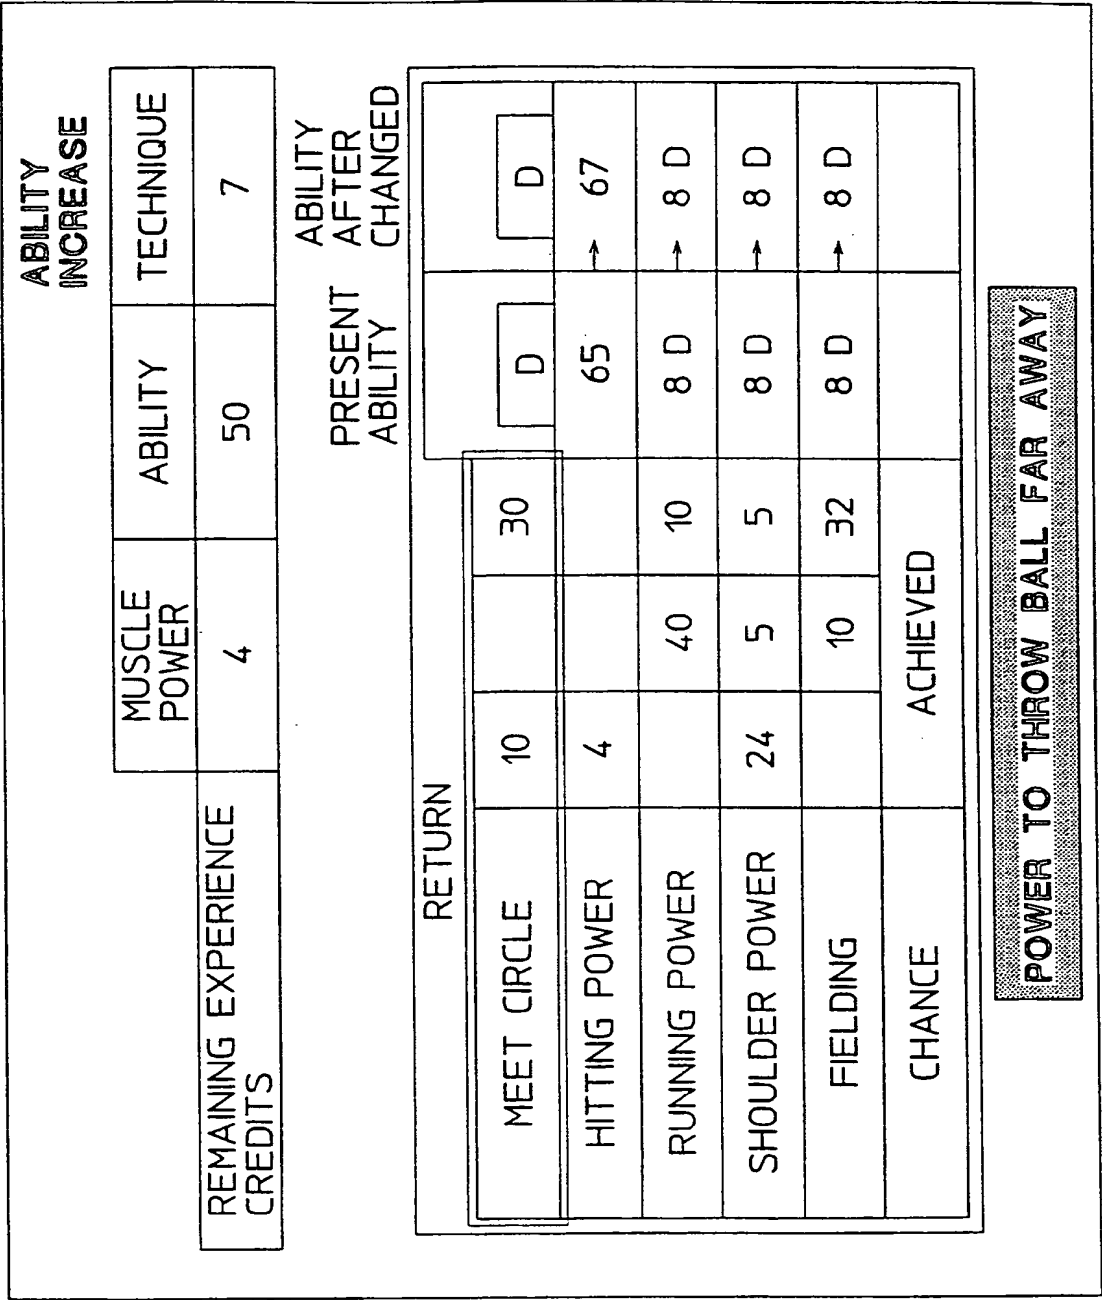 ABILITY
INCREASE
MUSCLE
POWER
ABILITY
TECHNIQUE
REMAINING EXPERIENCE
CREDITS
4
50
7
RETURN
PRESENT
ABILITY
ABILITY
AFTER
CHANGED
MEET CIRCLE 10 30 D D
HITTING POWER 4 65 → 67
RUNNING POWER 40 10 8 D → 8 D
SHOULDER POWER 24 5 5 8 D → 8 D
FIELDING 10 32 8 D → 8 D
CHANCE ACHIEVED
POWER TO THROW BALL FAR AWAY